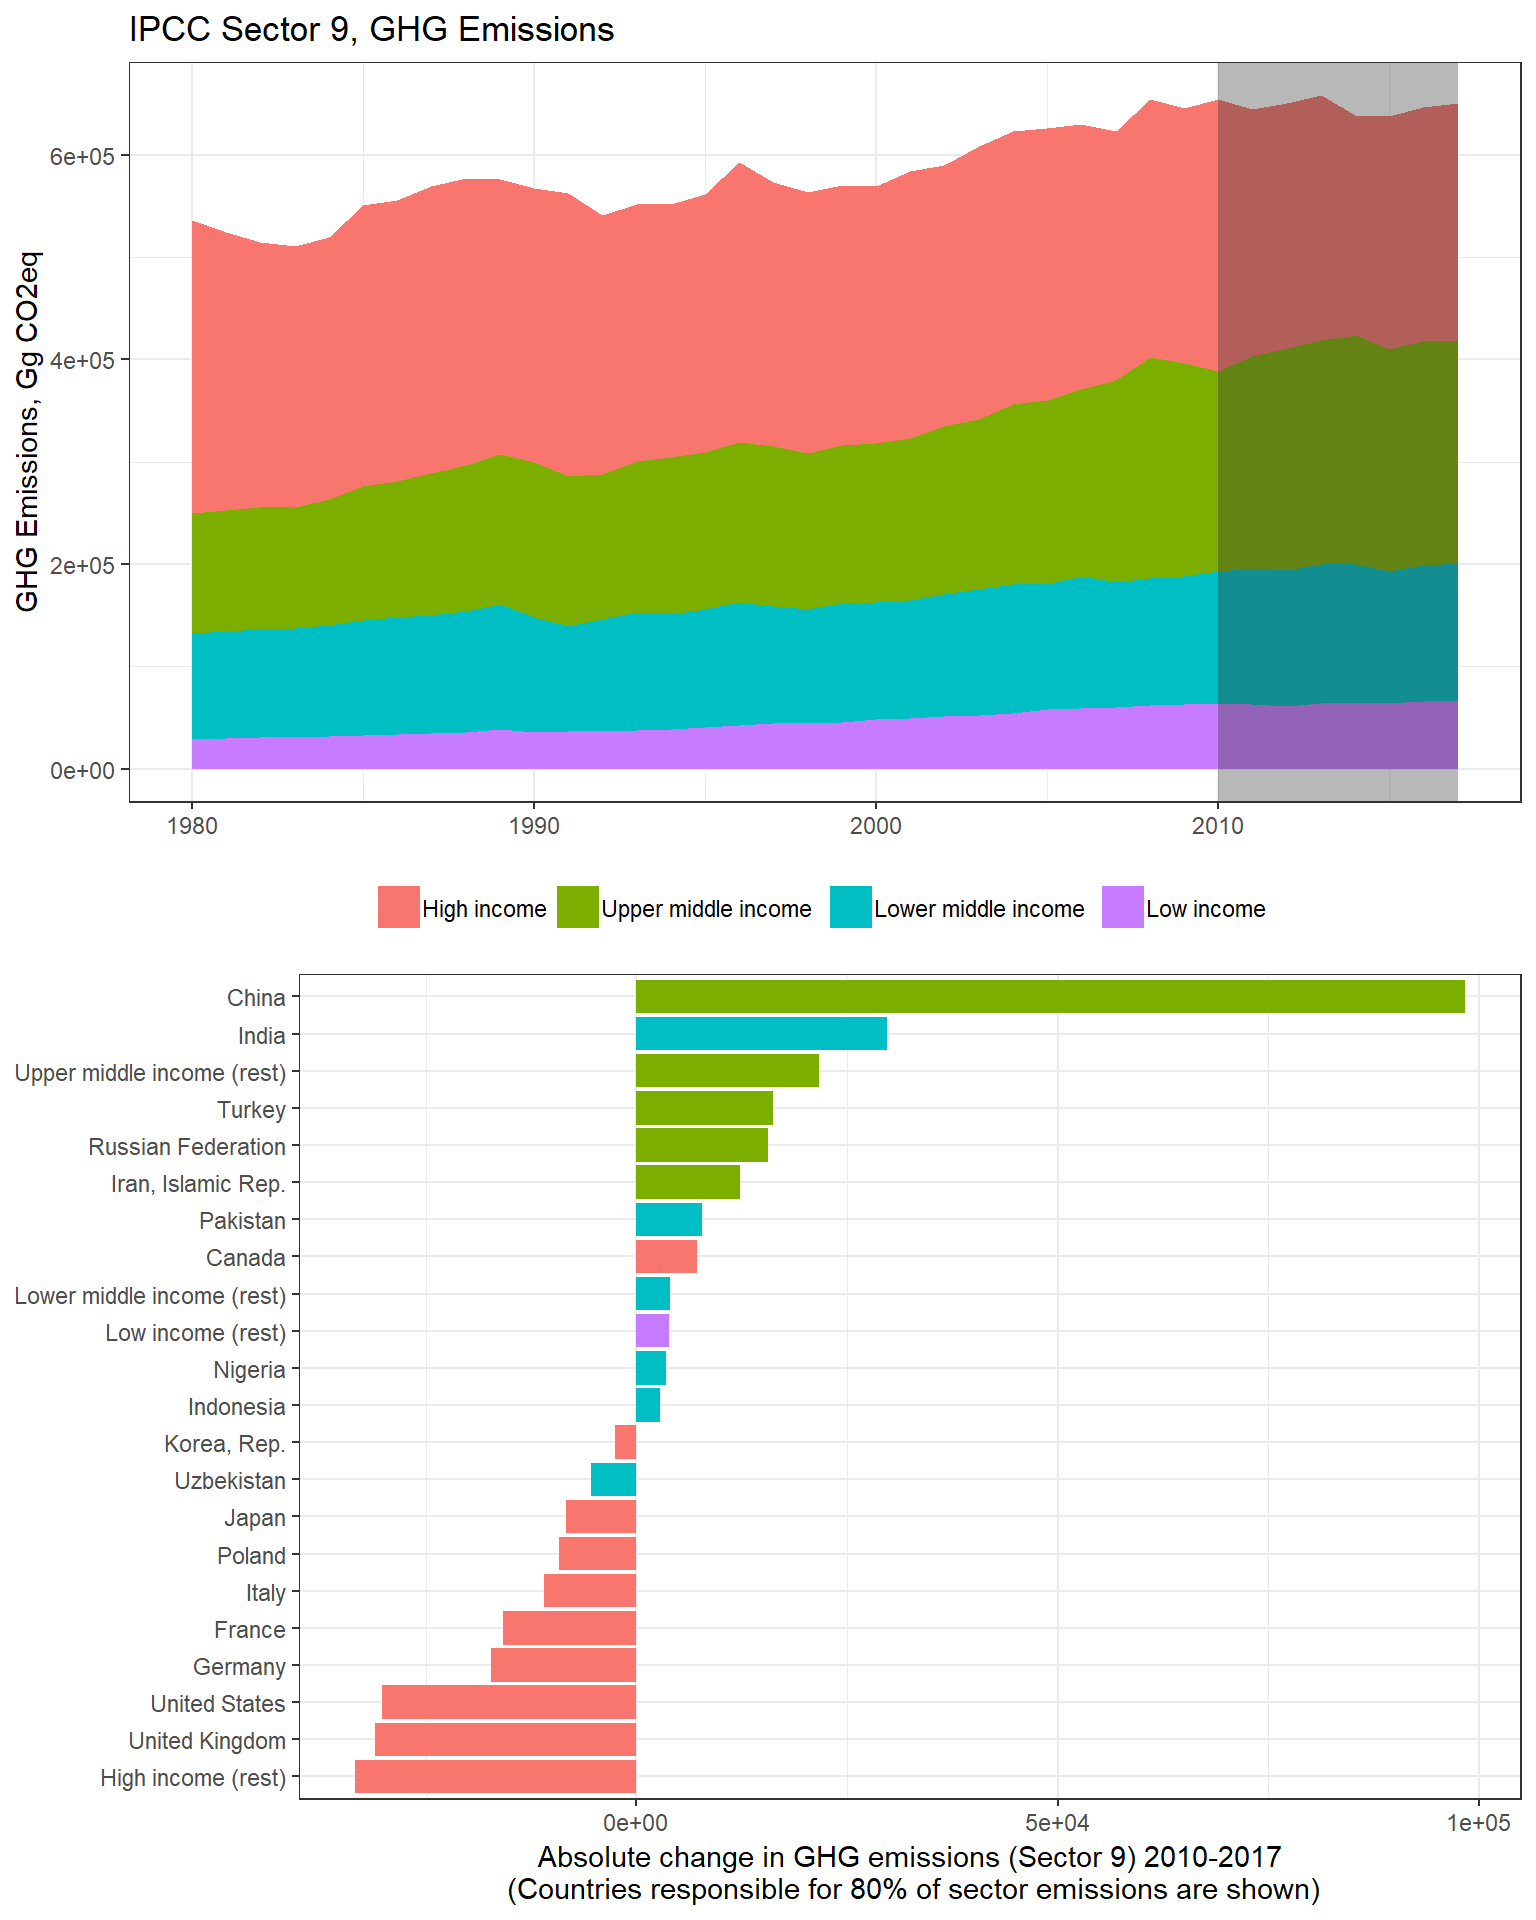 IPCC Sector 9, GHG Emissions
GHG Emissions, Gg CO2eq
6e+05
4e+05
2e+05
0e+00
1980
1990
2000
2010
High income
Upper middle income
Lower middle income
Low income
China
India
Upper middle income (rest)
Turkey
Russian Federation
Iran, Islamic Rep.
Pakistan
Canada
Lower middle income (rest)
Low income (rest)
Nigeria
Indonesia
Korea, Rep.
Uzbekistan
Japan
Poland
Italy
France
Germany
United States
United Kingdom
High income (rest)
0e+00
5e+04
1e+05
Absolute change in GHG emissions (Sector 9) 2010-2017
(Countries responsible for 80% of sector emissions are shown)